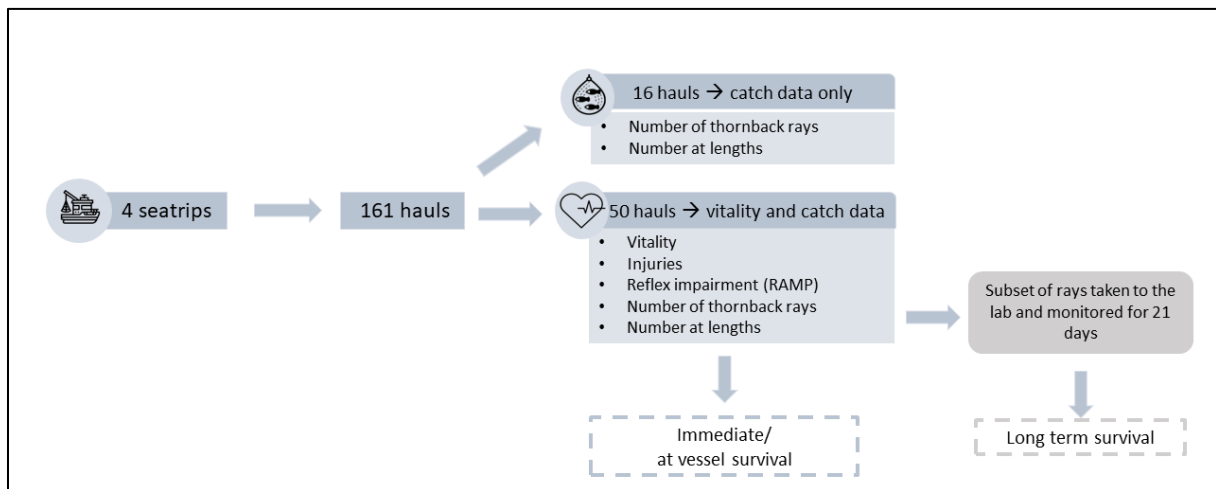 16 hauls → catch data only
• Number of thornback rays
• Number at lengths
4 seatrips
161 hauls
50 hauls → vitality and catch data
• Vitality
• Injuries
• Reflex impairment (RAMP)
• Number of thornback rays
• Number at lengths
Subset of rays taken to the
lab and monitored for 21
days
Immediate/
at vessel survival
Long term survival